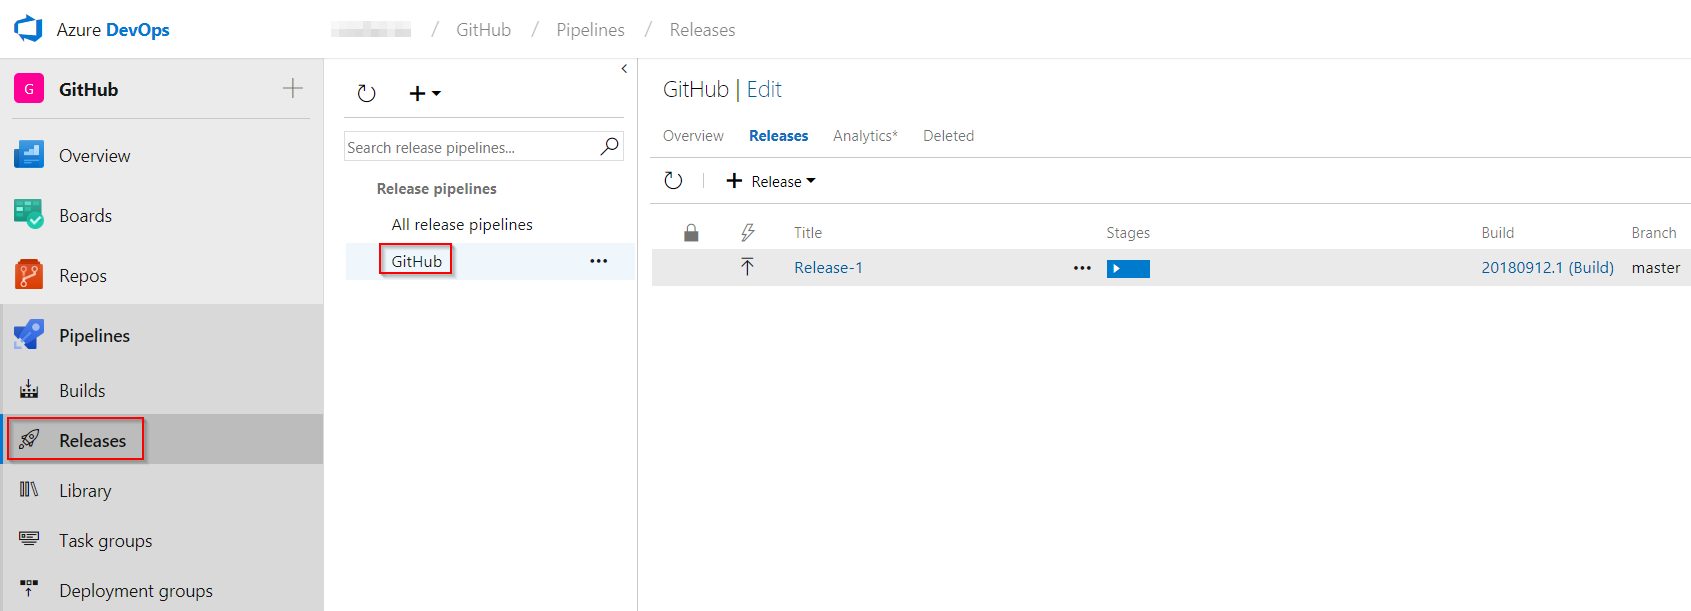 Azure DevOps
/ GitHub / Pipelines / Releases
G GitHub
Overview
Boards
Repos
Pipelines
Builds
Releases
Library
Task groups
Deployment groups
Search release pipelines...
Release pipelines
All release pipelines
GitHub
GitHub | Edit
Overview Releases Analytics* Deleted
Release
Title Stages Build Branch
Release-1 20180912.1 (Build) master